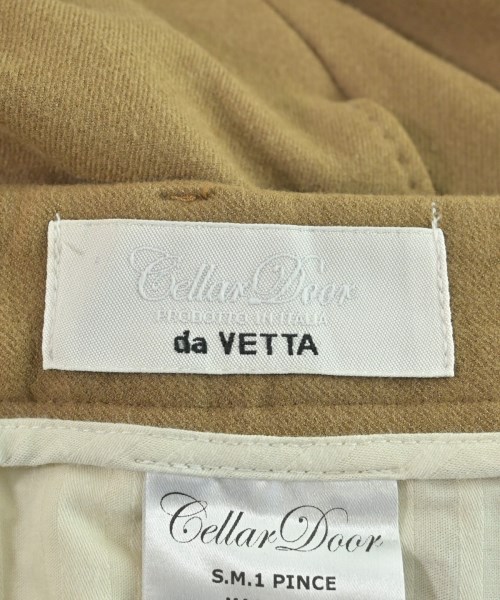 Cellar Door
PRODOTTO IN ITALIA
da VETTA
Cellar Door
S.M.1 PINCE